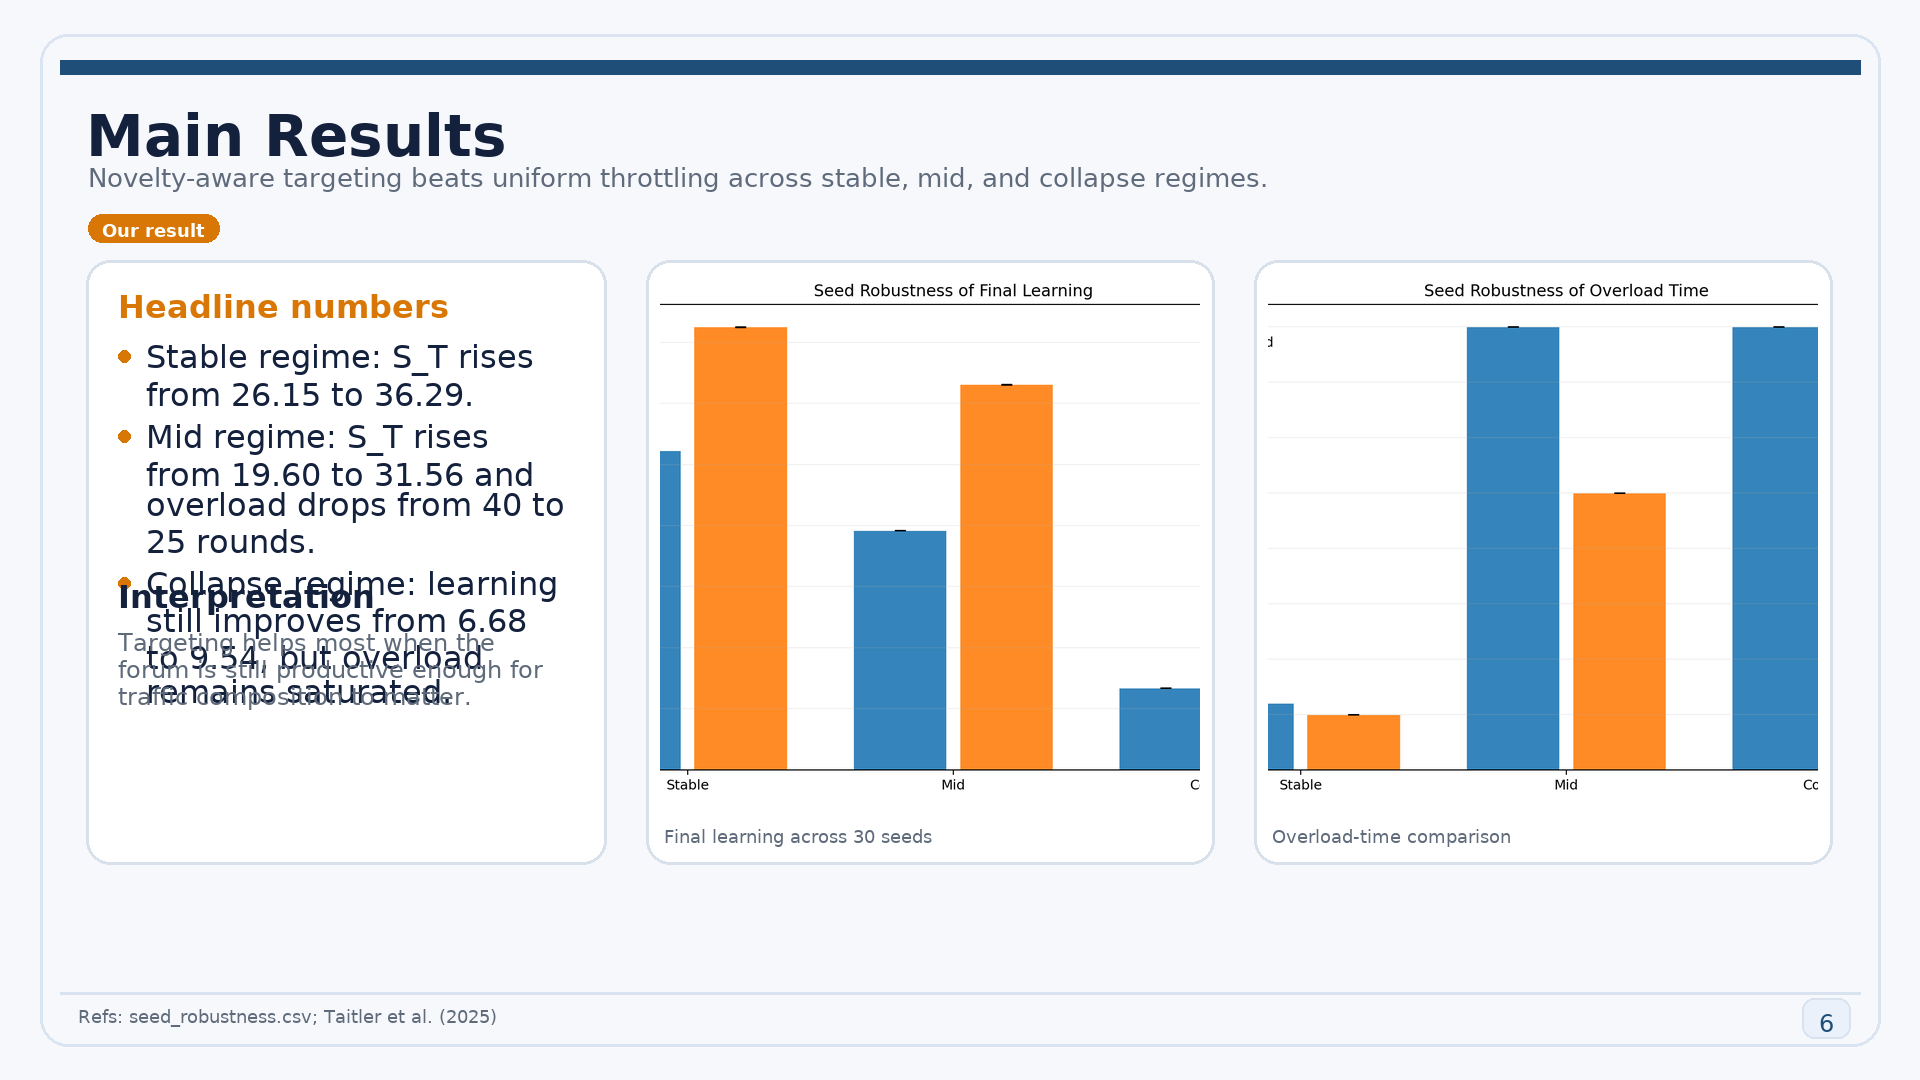 Main Results
Novelty-aware targeting beats uniform throttling across stable, mid, and collapse regimes.
Our result
Headline numbers
Stable regime: S_T rises
from 26.15 to 36.29.
Mid regime: S_T rises
from 19.60 to 31.56 and
overload drops from 40 to
25 rounds.
Collapse regime: learning
still improves from 6.68
to 9.54, but overload
remains saturated.
Interpretation
Targeting helps most when the
forum is still productive enough for
traffic composition to matter.
Seed Robustness of Final Learning
Stable Mid C
Final learning across 30 seeds
Seed Robustness of Overload Time
d
Stable Mid Co
Overload-time comparison
Refs: seed_robustness.csv; Taitler et al. (2025)
6